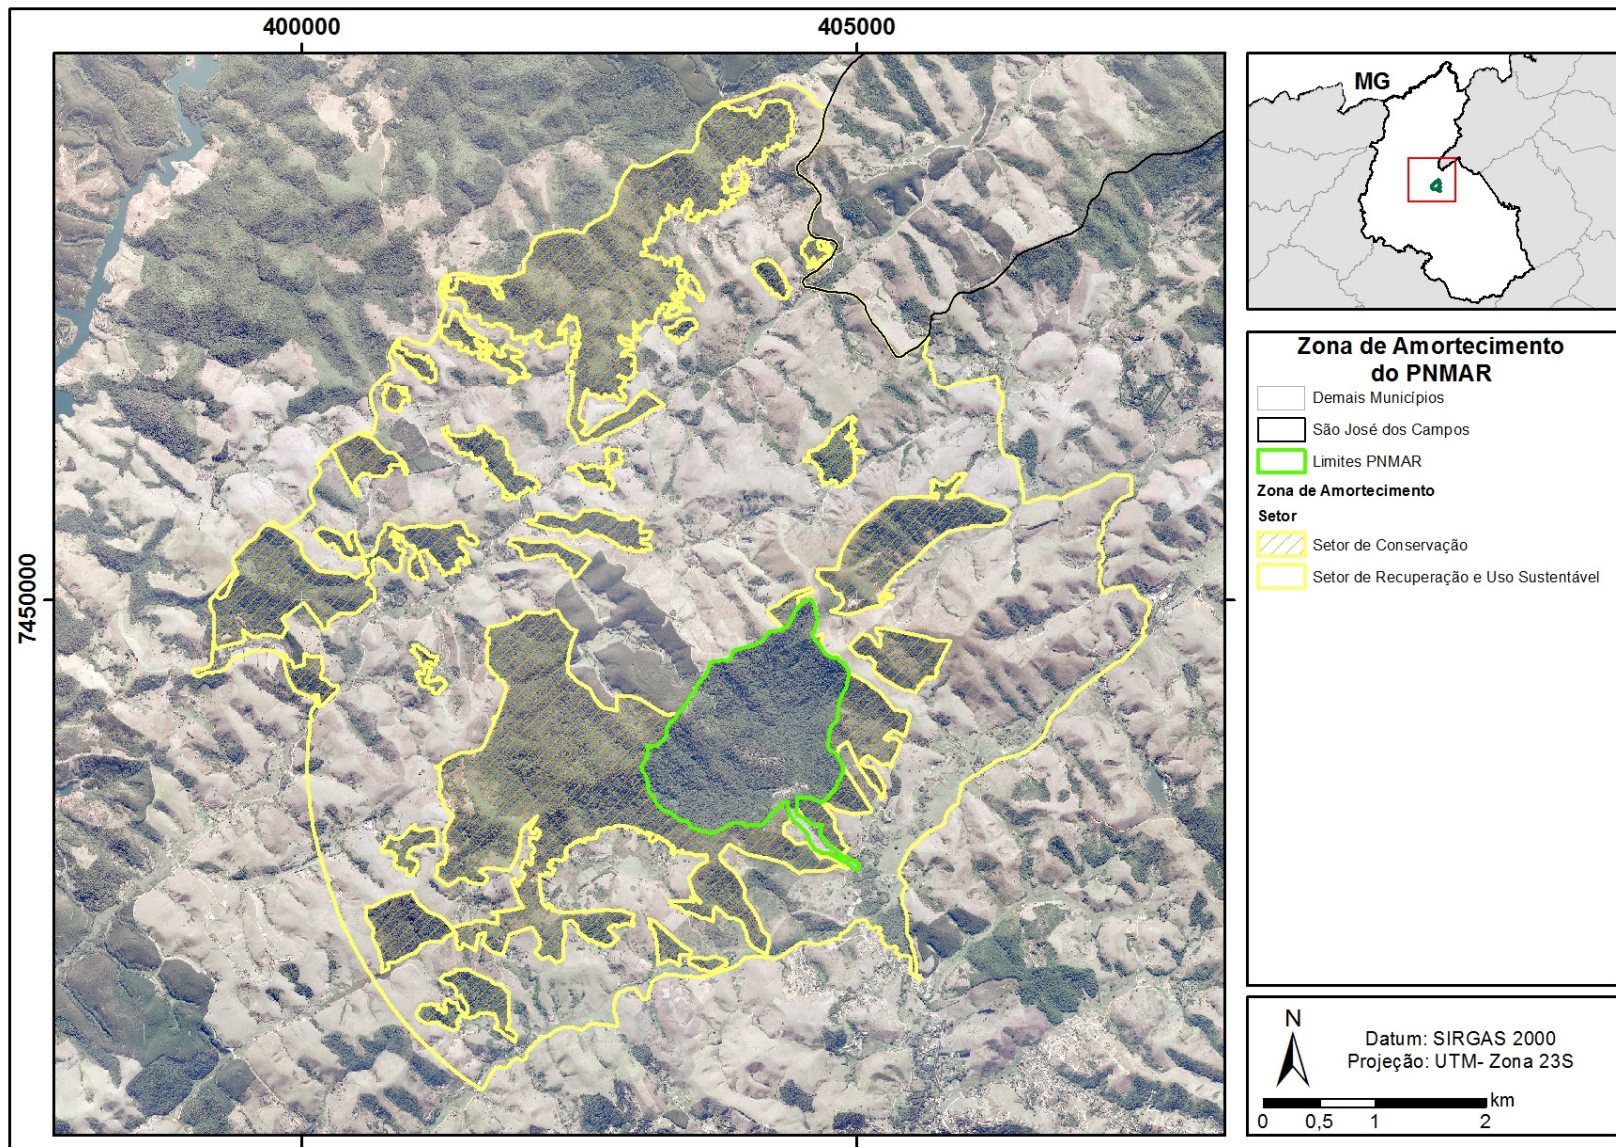 400000
405000
7450000
MG
Zona de Amortecimento
do PNMAR
Demais Municípios
São José dos Campos
Limites PNMAR
Zona de Amortecimento
Setor
Setor de Conservação
Setor de Recuperação e Uso Sustentável
N
Datum: SIRGAS 2000
Projeção: UTM- Zona 23S
km
0 0,5 1 2